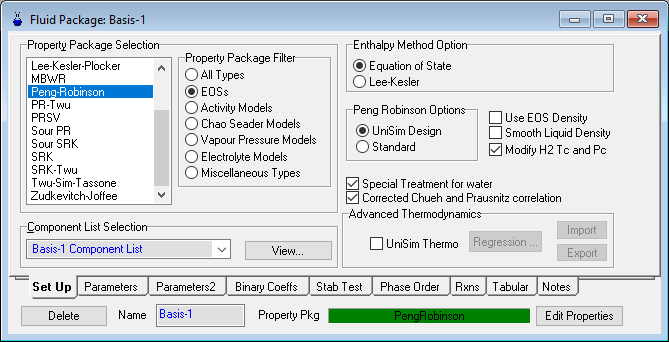 Fluid Package: Basis-1
Property Package Selection
Lee-Kesler-Plocker
MBWR
Peng-Robinson
PR-Twu
PRSV
Sour PR
Sour SRK
SRK
SRK-Twu
Twu-Sim-Tassone
Zudkevitch-Joffee
Property Package Filter
All Types
EOSs
Activity Models
Chao Seader Models
Vapour Pressure Models
Electrolyte Models
Miscellaneous Types
Enthalpy Method Option
Equation of State
Lee-Kesler
Peng Robinson Options
UniSim Design
Standard
Use EOS Density
Smooth Liquid Density
Modify H2 Tc and Pc
Special Treatment for water
Corrected Chueh and Prausnitz correlation
Component List Selection
Basis-1 Component List
View...
Advanced Thermodynamics
UniSim Thermo
Regression ...
Import
Export
Set Up Parameters Parameters2 Binary Coeffs Stab Test Phase Order Rxns Tabular Notes
Delete Name Basis-1 Property Pkg PengRobinson Edit Properties